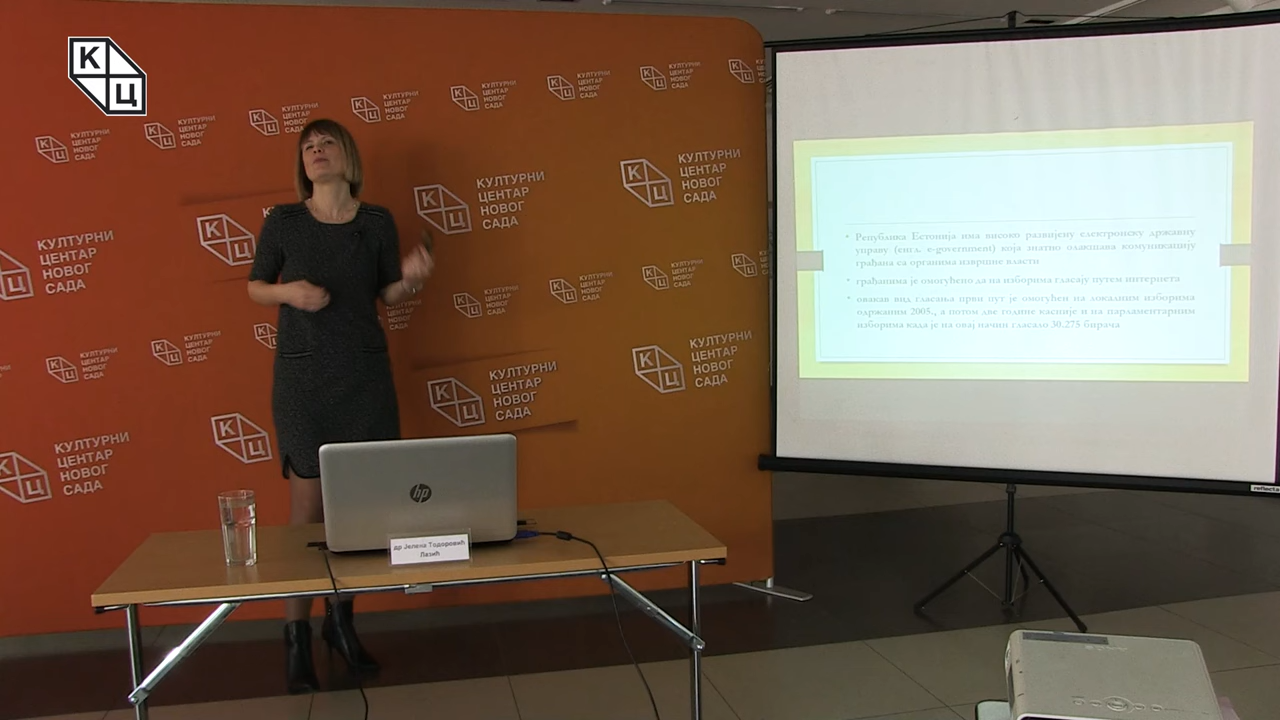 К
Ц
КУЛТУРНИ
ЦЕНТАР
НОВОГ
САДА
• Република Естонија има високо развијену електронску државну
управу (енгл. e-government) која знатно олакшава комуникацију
грађана са органима извршне власти
• грађанима је омогућено да на изборима гласају путем интернета
• овакав вид гласања први пут је омогућен на локалним изборима
одржаним 2005., а потом две године касније и на парламентарним
изборима када је на овај начин гласало 30.275 бирача
reflecta
hp
др Јелена Тодоровић
Лазић
SONY